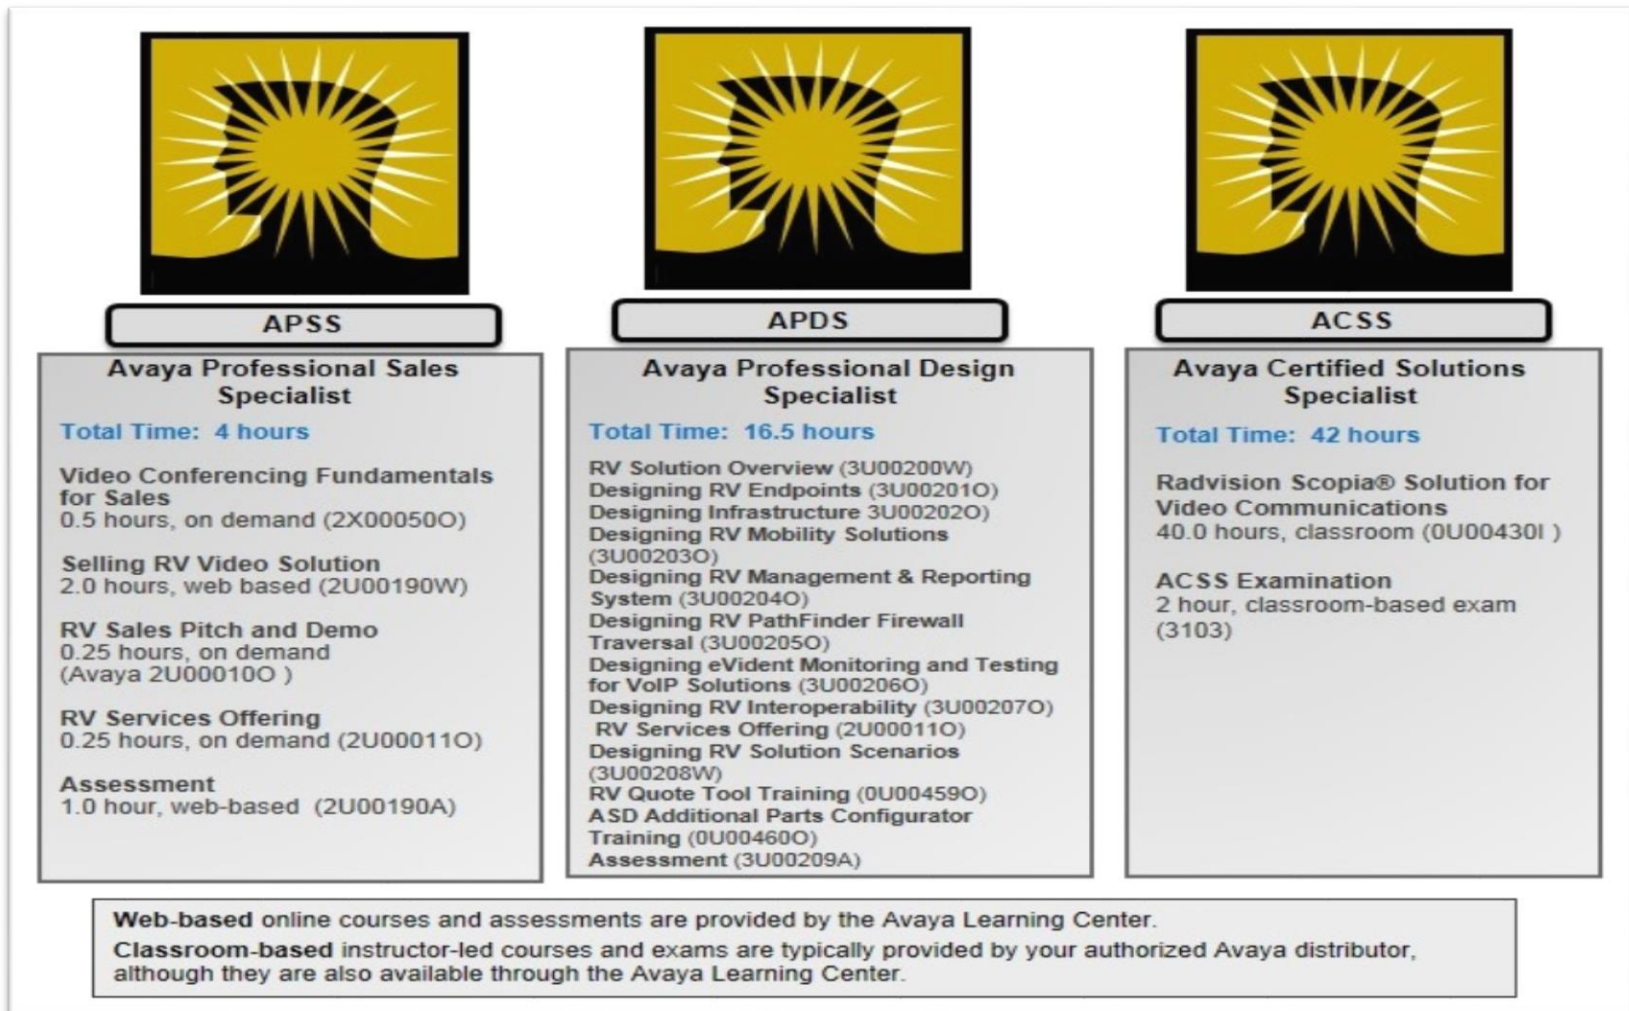 APSS
Avaya Professional Sales
Specialist
Total Time: 4 hours
Video Conferencing Fundamentals
for Sales
0.5 hours, on demand (2X00050O)
Selling RV Video Solution
2.0 hours, web based (2U00190W)
RV Sales Pitch and Demo
0.25 hours, on demand
(Avaya 2U00010O )
RV Services Offering
0.25 hours, on demand (2U00011O)
Assessment
1.0 hour, web-based (2U00190A)
APDS
Avaya Professional Design
Specialist
Total Time: 16.5 hours
RV Solution Overview (3U00200W)
Designing RV Endpoints (3U00201O)
Designing Infrastructure 3U00202O)
Designing RV Mobility Solutions
(3U00203O)
Designing RV Management & Reporting
System (3U00204O)
Designing RV PathFinder Firewall
Traversal (3U00205O)
Designing eVident Monitoring and Testing
for VoIP Solutions (3U00206O)
Designing RV Interoperability (3U00207O)
RV Services Offering (2U00011O)
Designing RV Solution Scenarios
(3U00208W)
RV Quote Tool Training (0U00459O)
ASD Additional Parts Configurator
Training (0U00460O)
Assessment (3U00209A)
ACSS
Avaya Certified Solutions
Specialist
Total Time: 42 hours
Radvision Scopia® Solution for
Video Communications
40.0 hours, classroom (0U00430I )
ACSS Examination
2 hour, classroom-based exam
(3103)
Web-based online courses and assessments are provided by the Avaya Learning Center.
Classroom-based instructor-led courses and exams are typically provided by your authorized Avaya distributor,
although they are also available through the Avaya Learning Center.